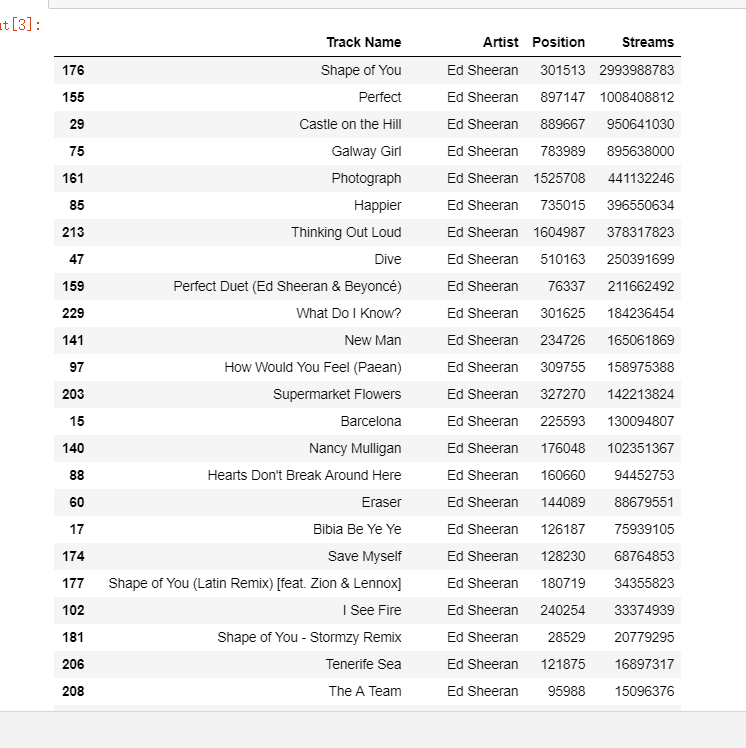 t[3]:
Track Name Artist Position Streams
176 Shape of You Ed Sheeran 301513 2993988783
155 Perfect Ed Sheeran 897147 1008408812
29 Castle on the Hill Ed Sheeran 889667 950641030
75 Galway Girl Ed Sheeran 783989 895638000
161 Photograph Ed Sheeran 1525708 441132246
85 Happier Ed Sheeran 735015 396550634
213 Thinking Out Loud Ed Sheeran 1604987 378317823
47 Dive Ed Sheeran 510163 250391699
159 Perfect Duet (Ed Sheeran & Beyoncé) Ed Sheeran 76337 211662492
229 What Do I Know? Ed Sheeran 301625 184236454
141 New Man Ed Sheeran 234726 165061869
97 How Would You Feel (Paean) Ed Sheeran 309755 158975388
203 Supermarket Flowers Ed Sheeran 327270 142213824
15 Barcelona Ed Sheeran 225593 130094807
140 Nancy Mulligan Ed Sheeran 176048 102351367
88 Hearts Don't Break Around Here Ed Sheeran 160660 94452753
60 Eraser Ed Sheeran 144089 88679551
17 Bibia Be Ye Ye Ed Sheeran 126187 75939105
174 Save Myself Ed Sheeran 128230 68764853
177 Shape of You (Latin Remix) [feat. Zion & Lennox] Ed Sheeran 180719 34355823
102 I See Fire Ed Sheeran 240254 33374939
181 Shape of You - Stormzy Remix Ed Sheeran 28529 20779295
206 Tenerife Sea Ed Sheeran 121875 16897317
208 The A Team Ed Sheeran 95988 15096376